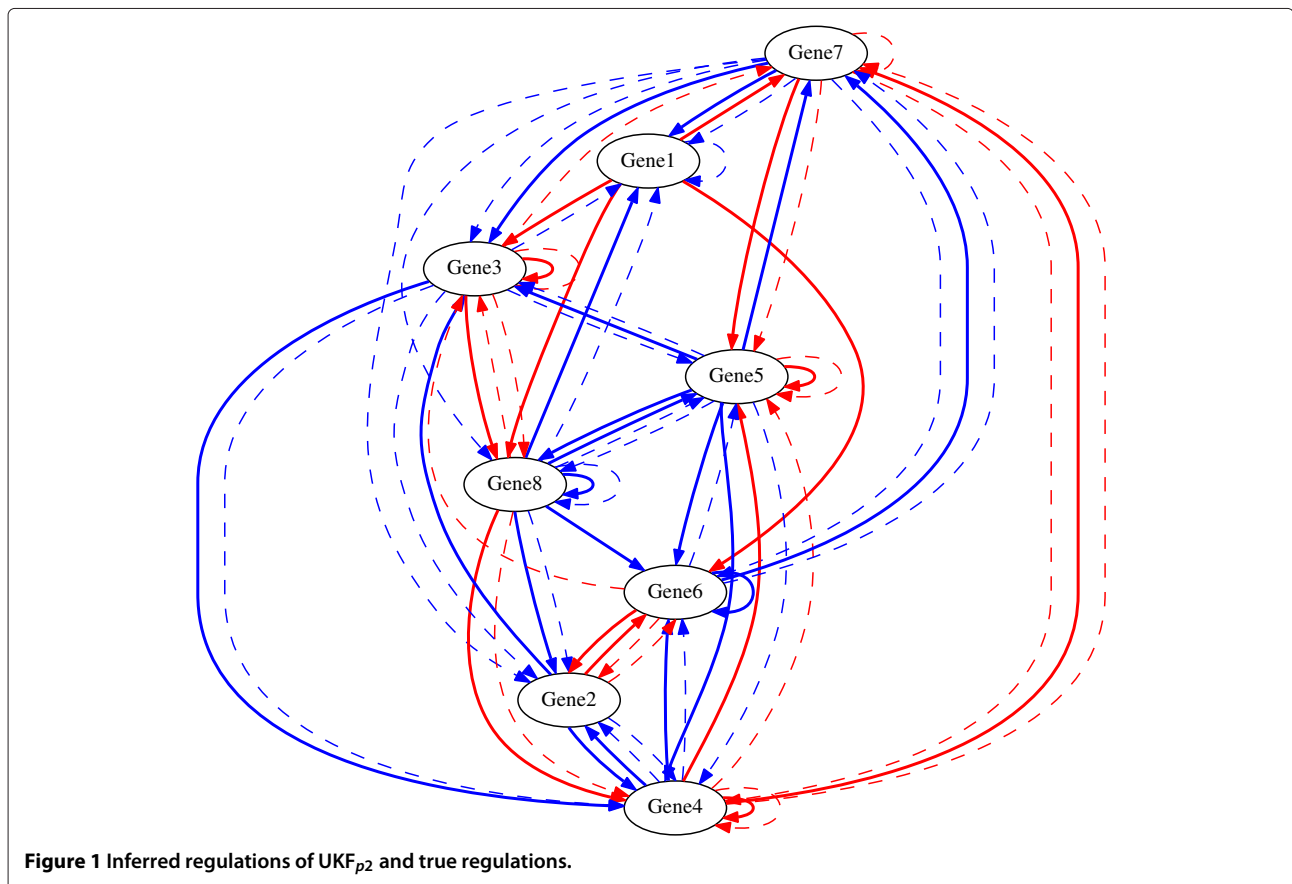 Gene7
Gene1
Gene3
Gene5
Gene8
Gene6
Gene2
Gene4
Figure 1 Inferred regulations of UKFp2 and true regulations.